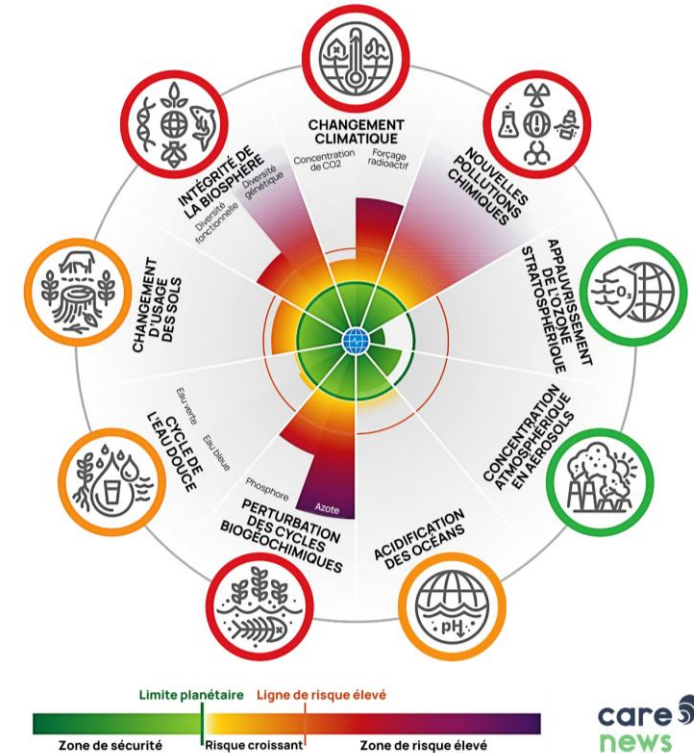 CHANGEMENT
CLIMATIQUE
Concentration
de CO2
Forçage
radioactif
NOUVELLES
POLLUTIONS
CHIMIQUES
APPAUVRISSEMENT
DE L'OZONE
STRATOSPHÉRIQUE
O₃
CONCENTRATION
ATMOSPHÉRIQUE
EN AÉROSOLS
ACIDIFICATION
DES OCÉANS
pH
PERTURBATION
DES CYCLES
BIOGÉOCHIMIQUES
Phosphore
Azote
CYCLE DE
L'EAU DOUCE
Eau verte
Eau bleue
CHANGEMENT
D'USAGE
DES SOLS
INTÉGRITÉ DE
LA BIOSPHÈRE
Diversité
fonctionnelle
Diversité
génétique
Limite planétaire
Ligne de risque élevé
Zone de sécurité
Risque croissant
Zone de risque élevé
care
news